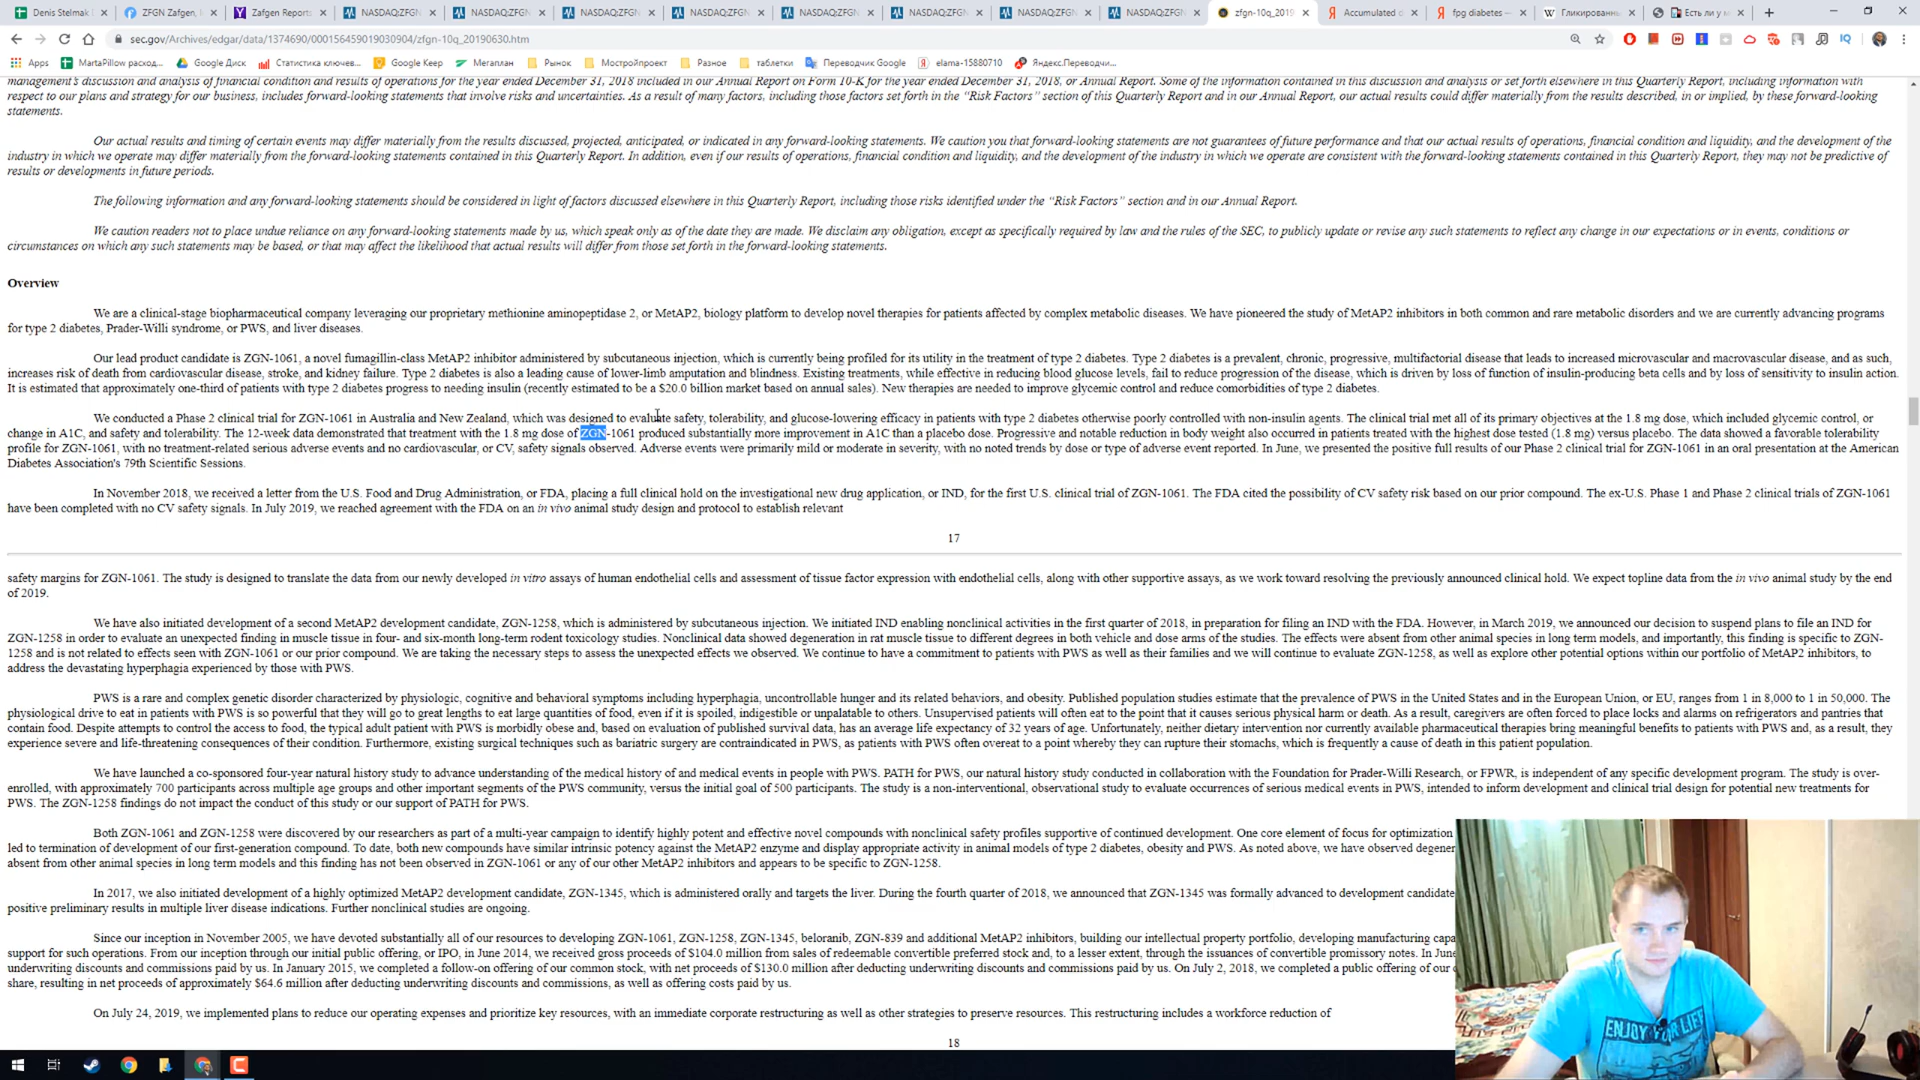 Denis Stelmak
ZFGN Zafgen,
Zafgen Reports
NASDAQ:ZFGN
NASDAQ:ZFGN
NASDAQ:ZFGN
NASDAQ:ZFGN
NASDAQ:ZFGN
NASDAQ:ZFGN
NASDAQ:ZFGN
NASDAQ:ZFGN
zfgn-10q_2019
Accumulated d
fpg diabetes —
Гликированны
Есть ли у м
sec.gov/Archives/edgar/data/1374690/000156459019030904/zfgn-10q_20190630.htm
Apps
MartaPillow расход...
Google Диск
Статистика ключев...
Google Keep
Мегаплан
Рынок
Мостройпроект
Разное
таблетки
Переводчик Google
elama-15880710
Яндекс.Переводчи...
management's discussion and analysis of financial condition and results of operations for the year ended December 31, 2018 included in our Annual Report on Form 10-K for the year ended December 31, 2018, or Annual Report. Some of the information contained in this discussion and analysis or set forth elsewhere in this Quarterly Report, including information with
respect to our plans and strategy for our business, includes forward-looking statements that involve risks and uncertainties. As a result of many factors, including those factors set forth in the “Risk Factors” section of this Quarterly Report and in our Annual Report, our actual results could differ materially from the results described, in or implied, by these forward-looking
statements.
Our actual results and timing of certain events may differ materially from the results discussed, projected, anticipated, or indicated in any forward-looking statements. We caution you that forward-looking statements are not guarantees of future performance and that our actual results of operations, financial condition and liquidity, and the development of the
industry in which we operate may differ materially from the forward-looking statements contained in this Quarterly Report. In addition, even if our results of operations, financial condition and liquidity, and the development of the industry in which we operate are consistent with the forward-looking statements contained in this Quarterly Report, they may not be predictive of
results or developments in future periods.
The following information and any forward-looking statements should be considered in light of factors discussed elsewhere in this Quarterly Report, including those risks identified under the “Risk Factors” section and in our Annual Report.
We caution readers not to place undue reliance on any forward-looking statements made by us, which speak only as of the date they are made. We disclaim any obligation, except as specifically required by law and the rules of the SEC, to publicly update or revise any such statements to reflect any change in our expectations or in events, conditions or
circumstances on which any such statements may be based, or that may affect the likelihood that actual results will differ from those set forth in the forward-looking statements.
Overview
We are a clinical-stage biopharmaceutical company leveraging our proprietary methionine aminopeptidase 2, or MetAP2, biology platform to develop novel therapies for patients affected by complex metabolic diseases. We have pioneered the study of MetAP2 inhibitors in both common and rare metabolic disorders and we are currently advancing programs
for type 2 diabetes, Prader-Willi syndrome, or PWS, and liver diseases.
Our lead product candidate is ZGN-1061, a novel fumagillin-class MetAP2 inhibitor administered by subcutaneous injection, which is currently being profiled for its utility in the treatment of type 2 diabetes. Type 2 diabetes is a prevalent, chronic, progressive, multifactorial disease that leads to increased microvascular and macrovascular disease, and as such,
increases risk of death from cardiovascular disease, stroke, and kidney failure. Type 2 diabetes is also a leading cause of lower-limb amputation and blindness. Existing treatments, while effective in reducing blood glucose levels, fail to reduce progression of the disease, which is driven by loss of function of insulin-producing beta cells and by loss of sensitivity to insulin action.
It is estimated that approximately one-third of patients with type 2 diabetes progress to needing insulin (recently estimated to be a $20.0 billion market based on annual sales). New therapies are needed to improve glycemic control and reduce comorbidities of type 2 diabetes.
We conducted a Phase 2 clinical trial for ZGN-1061 in Australia and New Zealand, which was designed to evaluate safety, tolerability, and glucose-lowering efficacy in patients with type 2 diabetes otherwise poorly controlled with non-insulin agents. The clinical trial met all of its primary objectives at the 1.8 mg dose, which included glycemic control, or
change in A1C, and safety and tolerability. The 12-week data demonstrated that treatment with the 1.8 mg dose of ZGN-1061 produced substantially more improvement in A1C than a placebo dose. Progressive and notable reduction in body weight also occurred in patients treated with the highest dose tested (1.8 mg) versus placebo. The data showed a favorable tolerability
profile for ZGN-1061, with no treatment-related serious adverse events and no cardiovascular, or CV, safety signals observed. Adverse events were primarily mild or moderate in severity, with no noted trends by dose or type of adverse event reported. In June, we presented the positive full results of our Phase 2 clinical trial for ZGN-1061 in an oral presentation at the American
Diabetes Association's 79th Scientific Sessions.
In November 2018, we received a letter from the U.S. Food and Drug Administration, or FDA, placing a full clinical hold on the investigational new drug application, or IND, for the first U.S. clinical trial of ZGN-1061. The FDA cited the possibility of CV safety risk based on our prior compound. The ex-U.S. Phase 1 and Phase 2 clinical trials of ZGN-1061
have been completed with no CV safety signals. In July 2019, we reached agreement with the FDA on an in vivo animal study design and protocol to establish relevant
17
safety margins for ZGN-1061. The study is designed to translate the data from our newly developed in vitro assays of human endothelial cells and assessment of tissue factor expression with endothelial cells, along with other supportive assays, as we work toward resolving the previously announced clinical hold. We expect topline data from the in vivo animal study by the end
of 2019.
We have also initiated development of a second MetAP2 development candidate, ZGN-1258, which is administered by subcutaneous injection. We initiated IND enabling nonclinical activities in the first quarter of 2018, in preparation for filing an IND with the FDA. However, in March 2019, we announced our decision to suspend plans to file an IND for
ZGN-1258 in order to evaluate an unexpected finding in muscle tissue in four- and six-month long-term rodent toxicology studies. Nonclinical data showed degeneration in rat muscle tissue to different degrees in both vehicle and dose arms of the studies. The effects were absent from other animal species in long term models, and importantly, this finding is specific to ZGN-
1258 and is not related to effects seen with ZGN-1061 or our prior compound. We are taking the necessary steps to assess the unexpected effects we observed. We continue to have a commitment to patients with PWS as well as their families and we will continue to evaluate ZGN-1258, as well as explore other potential options within our portfolio of MetAP2 inhibitors, to
address the devastating hyperphagia experienced by those with PWS.
PWS is a rare and complex genetic disorder characterized by physiologic, cognitive and behavioral symptoms including hyperphagia, uncontrollable hunger and its related behaviors, and obesity. Published population studies estimate that the prevalence of PWS in the United States and in the European Union, or EU, ranges from 1 in 8,000 to 1 in 50,000. The
physiological drive to eat in patients with PWS is so powerful that they will go to great lengths to eat large quantities of food, even if it is spoiled, indigestible or unpalatable to others. Unsupervised patients will often eat to the point that it causes serious physical harm or death. As a result, caregivers are often forced to place locks and alarms on refrigerators and pantries that
contain food. Despite attempts to control the access to food, the typical adult patient with PWS is morbidly obese and, based on evaluation of published survival data, has an average life expectancy of 32 years of age. Unfortunately, neither dietary intervention nor currently available pharmaceutical therapies bring meaningful benefits to patients with PWS and, as a result, they
experience severe and life-threatening consequences of their condition. Furthermore, existing surgical techniques such as bariatric surgery are contraindicated in PWS, as patients with PWS often overeat to a point whereby they can rupture their stomachs, which is frequently a cause of death in this patient population.
We have launched a co-sponsored four-year natural history study to advance understanding of the medical history of and medical events in people with PWS. PATH for PWS, our natural history study conducted in collaboration with the Foundation for Prader-Willi Research, or FPWR, is independent of any specific development program. The study is over-
enrolled, with approximately 700 participants across multiple age groups and other important segments of the PWS community, versus the initial goal of 500 participants. The study is a non-interventional, observational study to evaluate occurrences of serious medical events in PWS, intended to inform development and clinical trial design for potential new treatments for
PWS. The ZGN-1258 findings do not impact the conduct of this study or our support of PATH for PWS.
Both ZGN-1061 and ZGN-1258 were discovered by our researchers as part of a multi-year campaign to identify highly potent and effective novel compounds with nonclinical safety profiles supportive of continued development. One core element of focus for optimization
led to termination of development of our first-generation compound. To date, both new compounds have similar intrinsic potency against the MetAP2 enzyme and display appropriate activity in animal models of type 2 diabetes, obesity and PWS. As noted above, we have observed degener
absent from other animal species in long term models and this finding has not been observed in ZGN-1061 or any of our other MetAP2 inhibitors and appears to be specific to ZGN-1258.
In 2017, we also initiated development of a highly optimized MetAP2 development candidate, ZGN-1345, which is administered orally and targets the liver. During the fourth quarter of 2018, we announced that ZGN-1345 was formally advanced to development candidate
positive preliminary results in multiple liver disease indications. Further nonclinical studies are ongoing.
Since our inception in November 2005, we have devoted substantially all of our resources to developing ZGN-1061, ZGN-1258, ZGN-1345, beloranib, ZGN-839 and additional MetAP2 inhibitors, building our intellectual property portfolio, developing manufacturing capa
support for such operations. From our inception through our initial public offering, or IPO, in June 2014, we received gross proceeds of $104.0 million from sales of redeemable convertible preferred stock and, to a lesser extent, through the issuances of convertible promissory notes. In June
underwriting discounts and commissions paid by us. In January 2015, we completed a follow-on offering of our common stock, with net proceeds of $130.0 million after deducting underwriting discounts and commissions paid by us. On July 2, 2018, we completed a public offering of our c
share, resulting in net proceeds of approximately $64.6 million after deducting underwriting discounts and commissions, as well as offering costs paid by us.
On July 24, 2019, we implemented plans to reduce our operating expenses and prioritize key resources, with an immediate corporate restructuring as well as other strategies to preserve resources. This restructuring includes a workforce reduction of
18
ENJOY YOUR LIFE